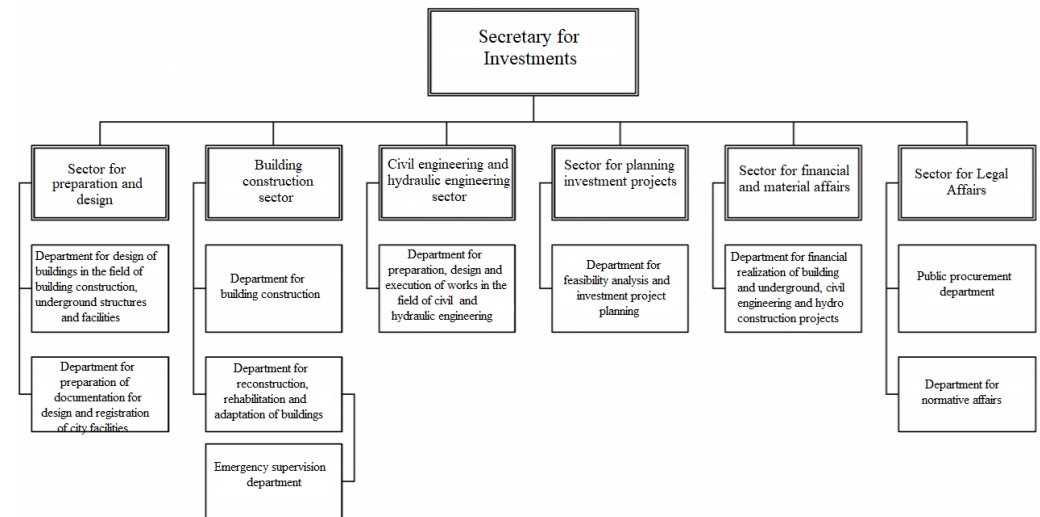 Secretary for
Investments
Sector for
preparation and
design
Building
construction
sector
Civil engineering and
hydraulic engineering
sector
Sector for planning
investment projects
Sector for financial
and material affairs
Sector for Legal
Affairs
Department for design of
buildings in the field of
building construction,
underground structures
and facilities
Department for
building construction
Department for
preparation, design and
execution of works in the
field of civil and
hydraulic engineering
Department for
feasibility analysis and
investment project
planning
Department for financial
realization of building
and underground, civil
engineering and hydro
construction projects
Public procurement
department
Department for
preparation of
documentation for
design and registration
of city facilities
Department for
reconstruction,
rehabilitation and
adaptation of buildings
Department for
normative affairs
Emergency supervision
department